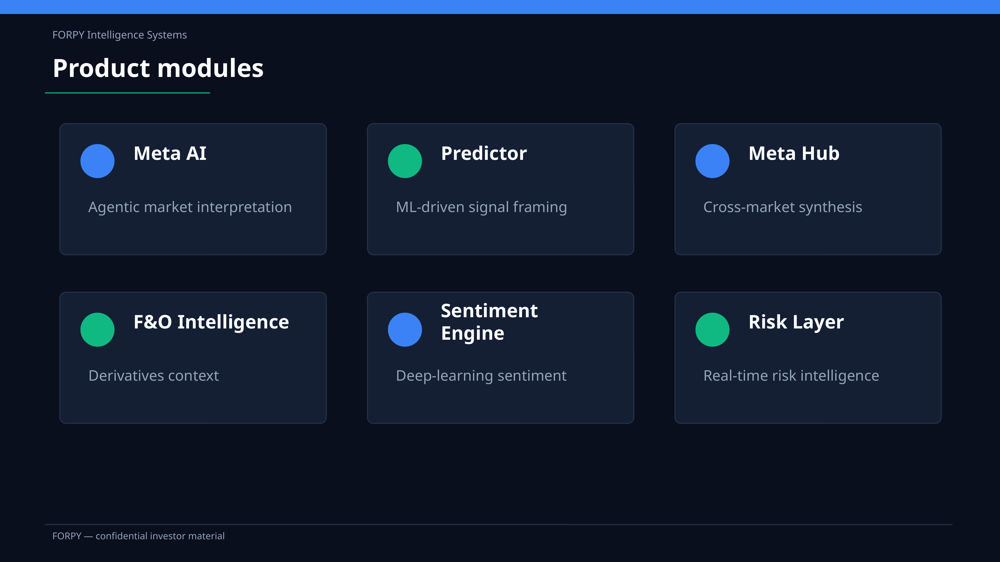 FORPY Intelligence Systems
Product modules
Meta AI
Agentic market interpretation
Predictor
ML-driven signal framing
Meta Hub
Cross-market synthesis
F&O Intelligence
Derivatives context
Sentiment
Engine
Deep-learning sentiment
Risk Layer
Real-time risk intelligence
FORPY — confidential investor material